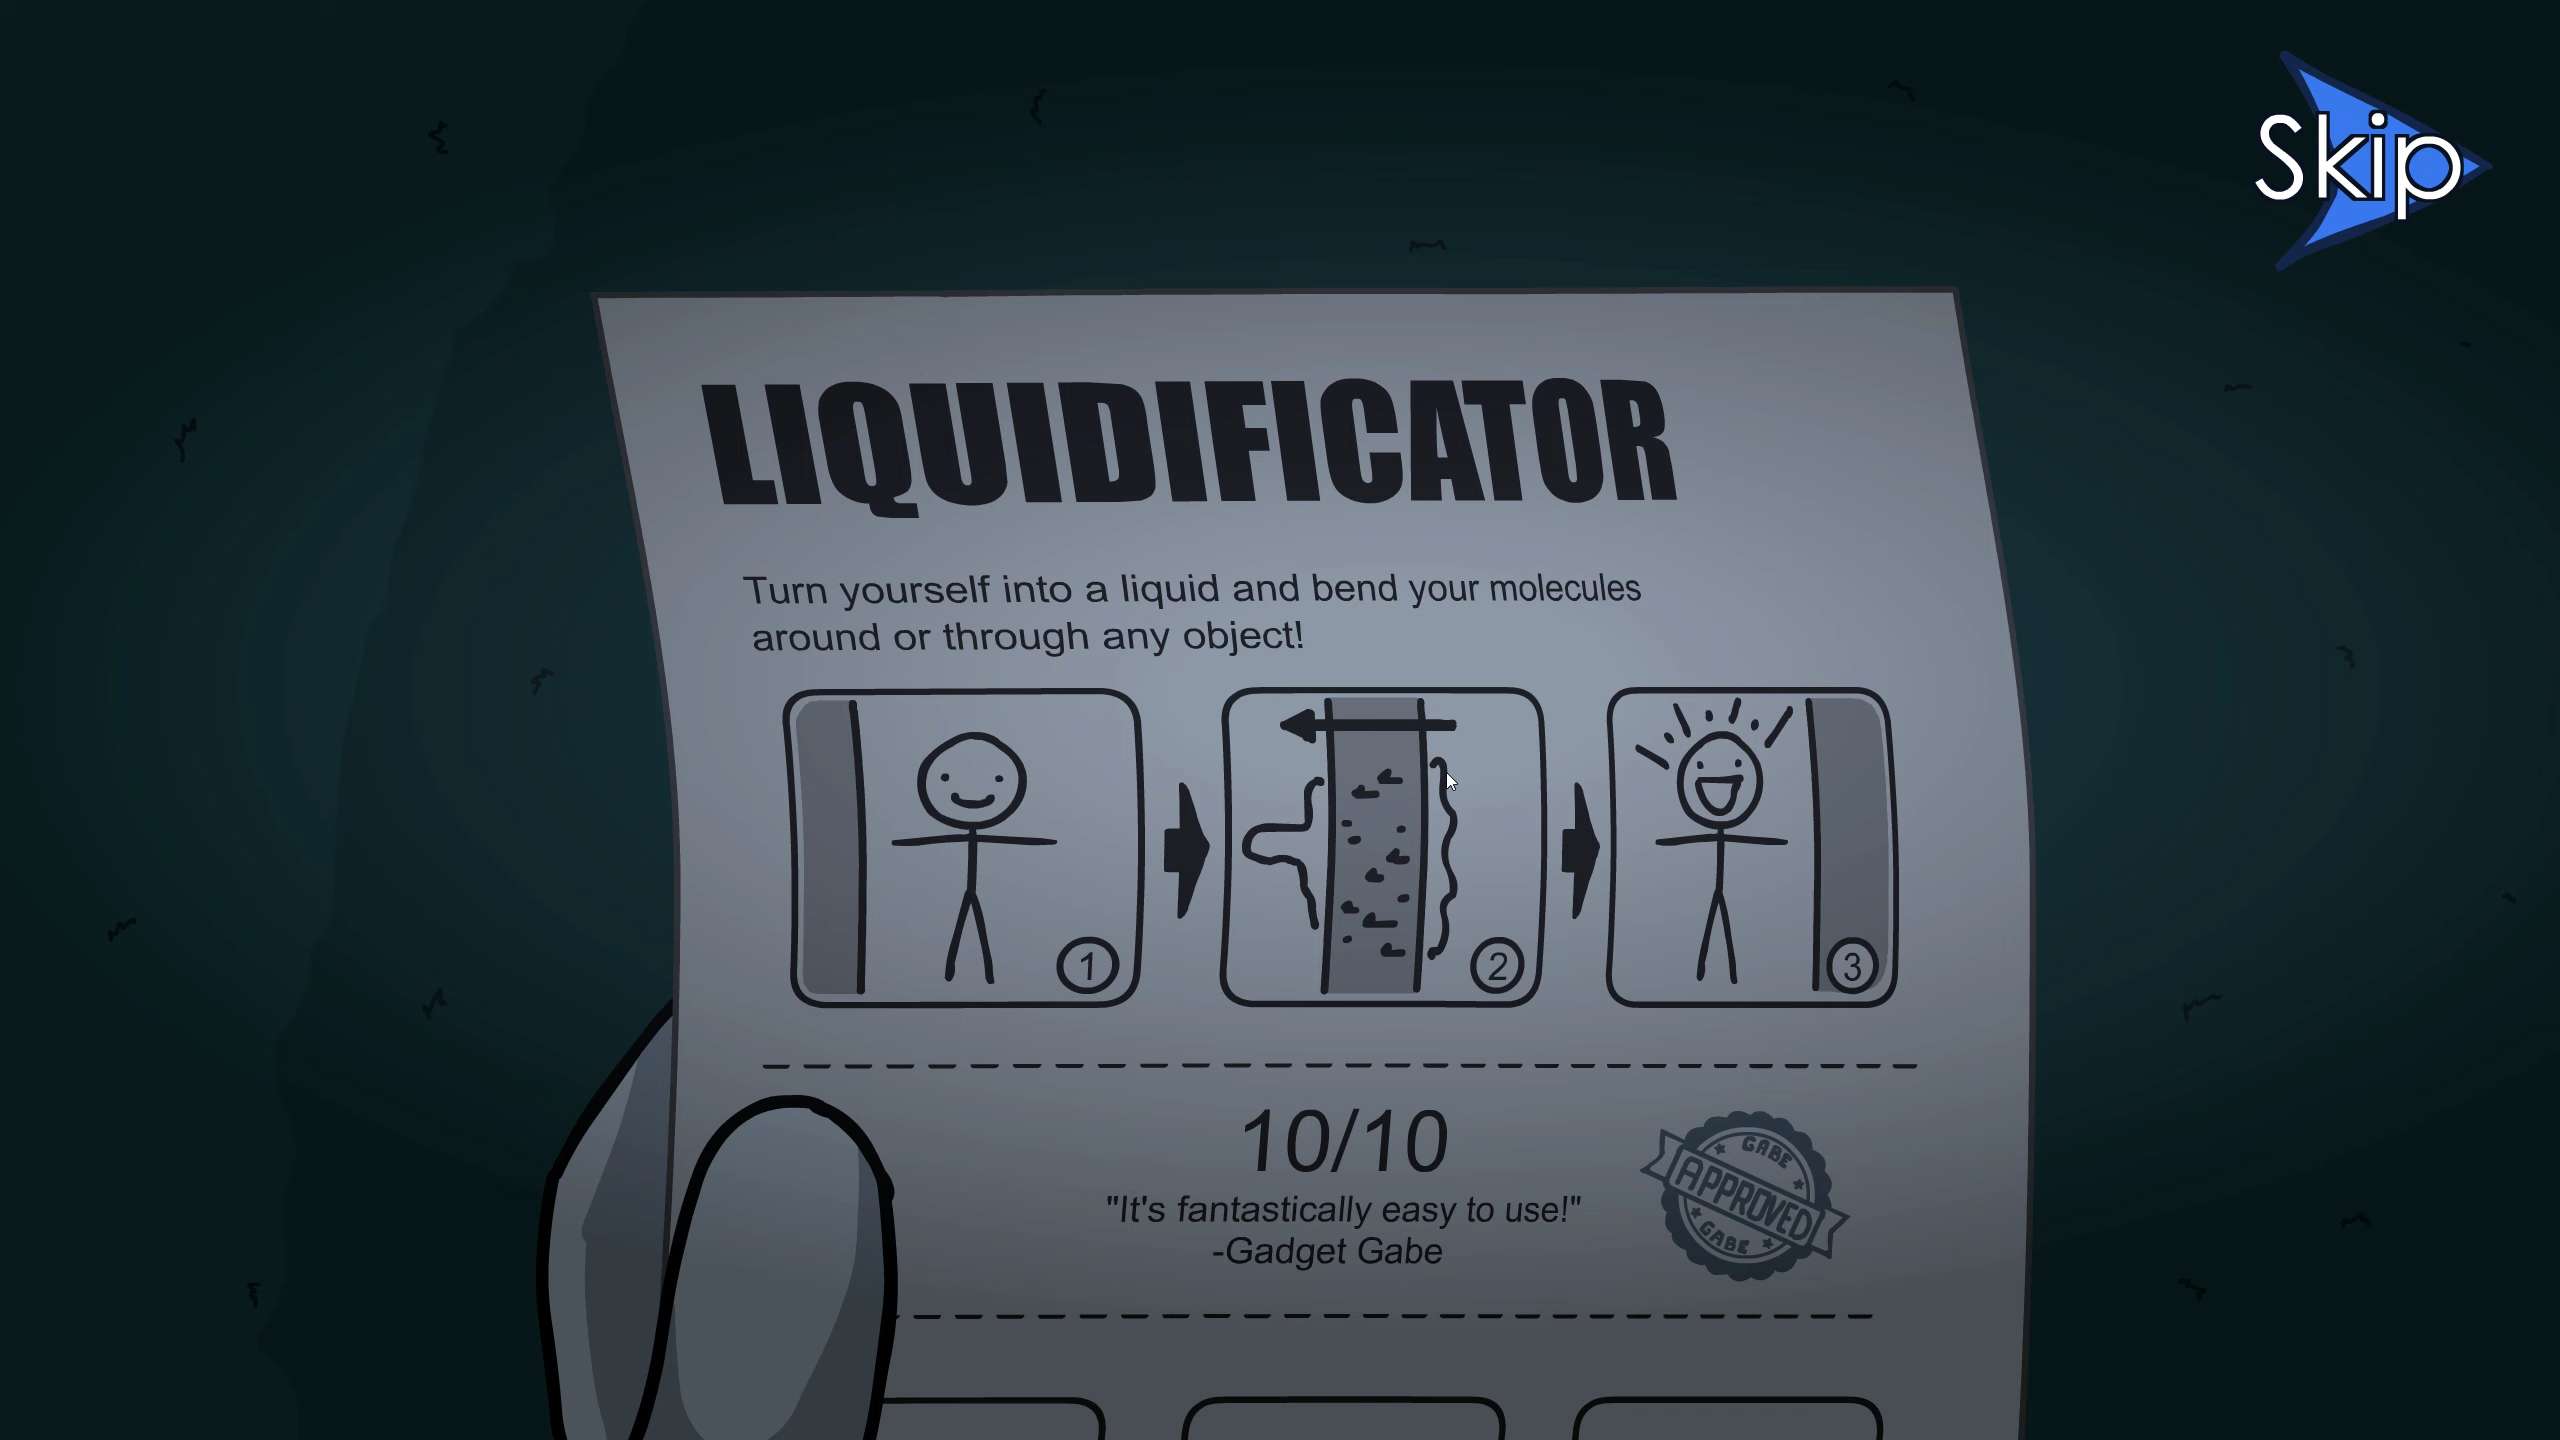 Skip
LIQUIDIFICATOR
Turn yourself into a liquid and bend your molecules
around or through any object!
1
2
3
10/10
"It's fantastically easy to use!"
-Gadget Gabe
GABE
APPROVED
GABE